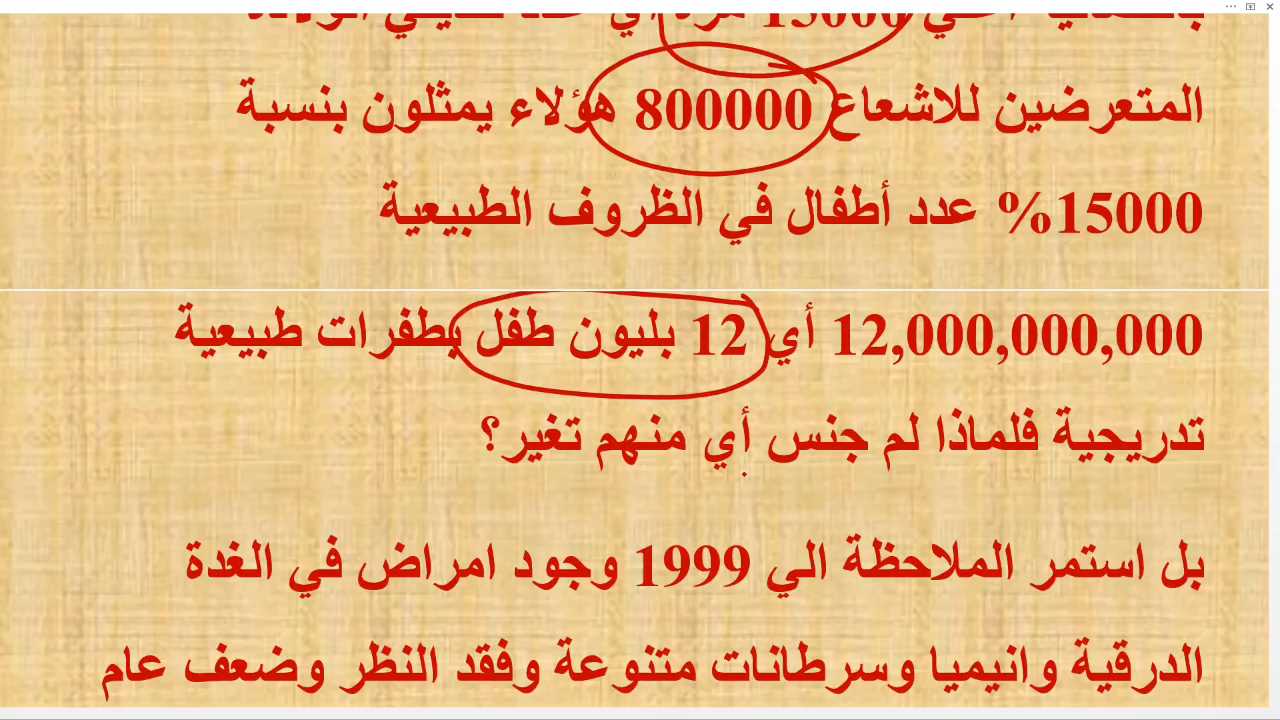 15000
المتعرضين للاشعاع 800000 هؤلاء يمثلون بنسبة
15000% عدد أطفال في الظروف الطبيعية
12,000,000,000 أي 12 بليون طفل بطفرات طبيعية
تدريجية فلماذا لم جنس أي منهم تغير؟
بل استمر الملاحظة الي 1999 وجود امراض في الغدة
الدرقية وانيميا وسرطانات متنوعة وفقد النظر وضعف عام